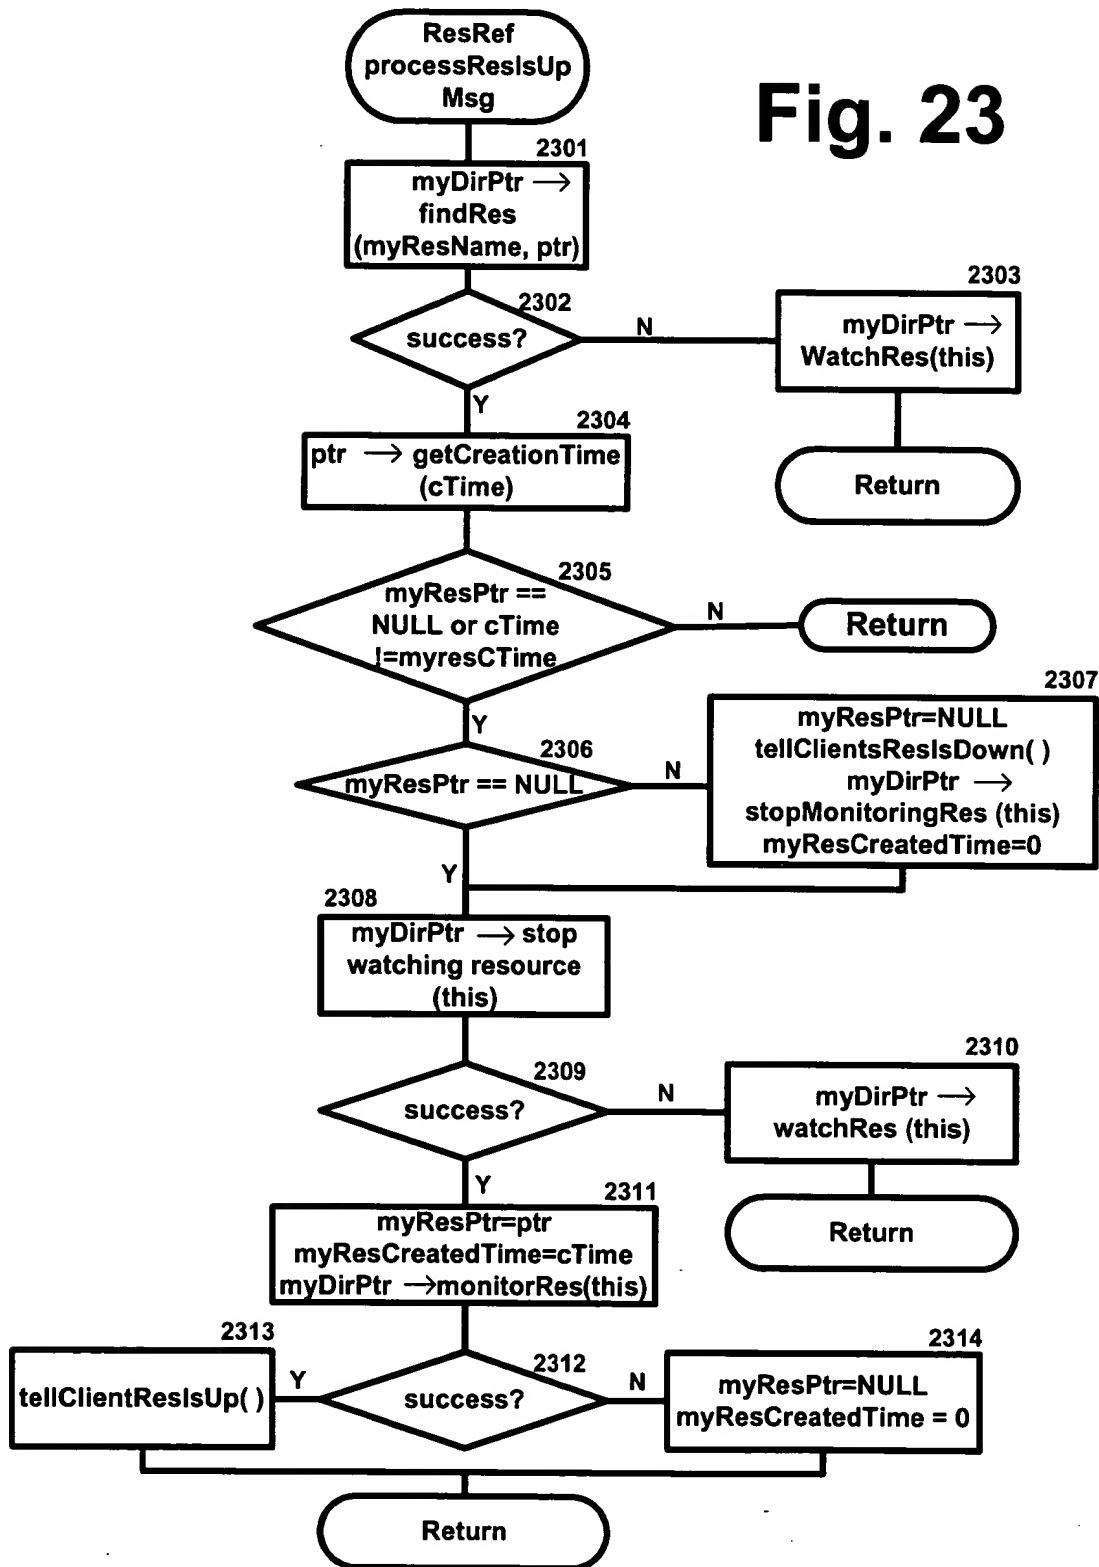 ResRef
processResIsUp
Msg
Fig. 23
2301
myDirPtr →
findRes
(myResName, ptr)
2302
success?
N
2303
myDirPtr →
WatchRes(this)
Return
Y
2304
ptr → getCreationTime
(cTime)
2305
myResPtr ==
NULL or cTime
!=myresCTime
N
Return
Y
2306
myResPtr == NULL
N
2307
myResPtr=NULL
tellClientsResIsDown( )
myDirPtr →
stopMonitoringRes (this)
myResCreatedTime=0
Y
2308
myDirPtr → stop
watching resource
(this)
2309
success?
N
2310
myDirPtr →
watchRes (this)
Return
Y
2311
myResPtr=ptr
myResCreatedTime=cTime
myDirPtr →monitorRes(this)
2312
success?
Y
2313
tellClientResIsUp( )
N
2314
myResPtr=NULL
myResCreatedTime = 0
Return